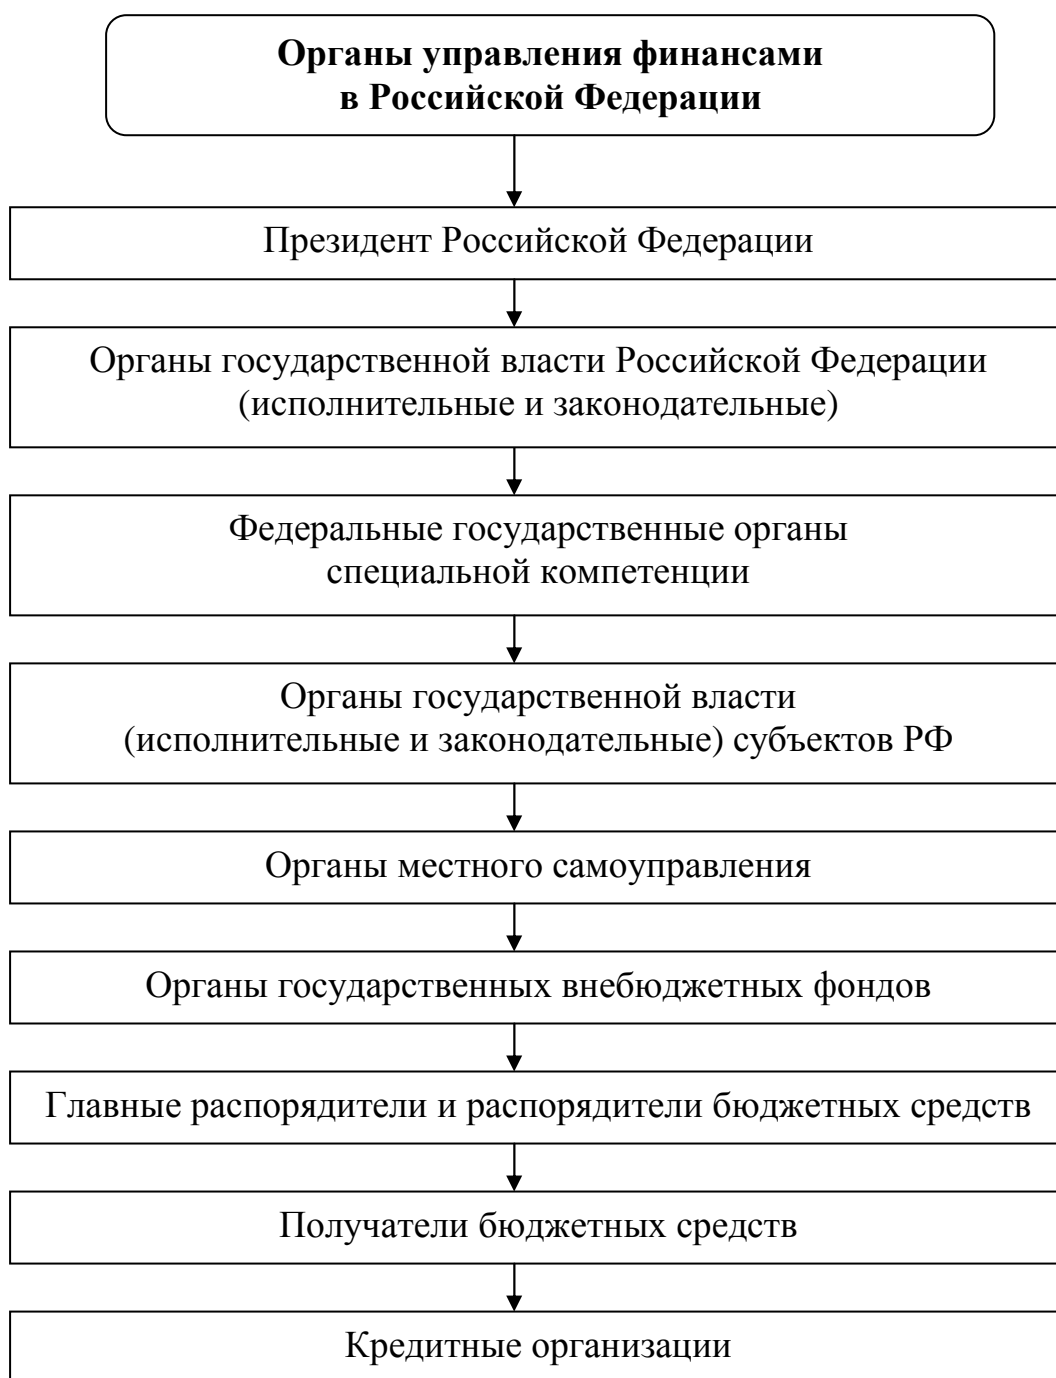 Органы управления финансами
в Российской Федерации
Президент Российской Федерации
Органы государственной власти Российской Федерации
(исполнительные и законодательные)
Федеральные государственные органы
специальной компетенции
Органы государственной власти
(исполнительные и законодательные) субъектов РФ
Органы местного самоуправления
Органы государственных внебюджетных фондов
Главные распорядители и распорядители бюджетных средств
Получатели бюджетных средств
Кредитные организации